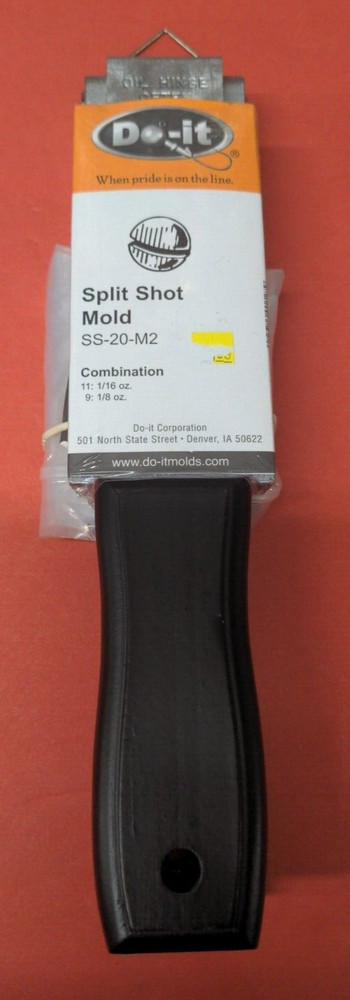 OIL HINGE
Do-it®
When pride is on the line.
Split Shot
Mold
SS-20-M2
Combination
11: 1/16 oz.
9: 1/8 oz.
Do-it Corporation
501 North State Street • Denver, IA 50622
www.do-itmolds.com